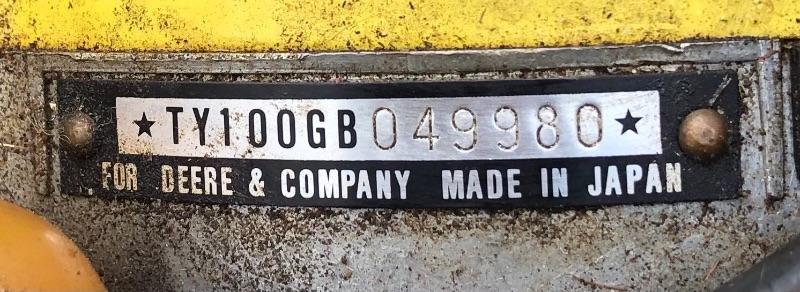 ★TY100GB049980★
FOR DEERE & COMPANY MADE IN JAPAN